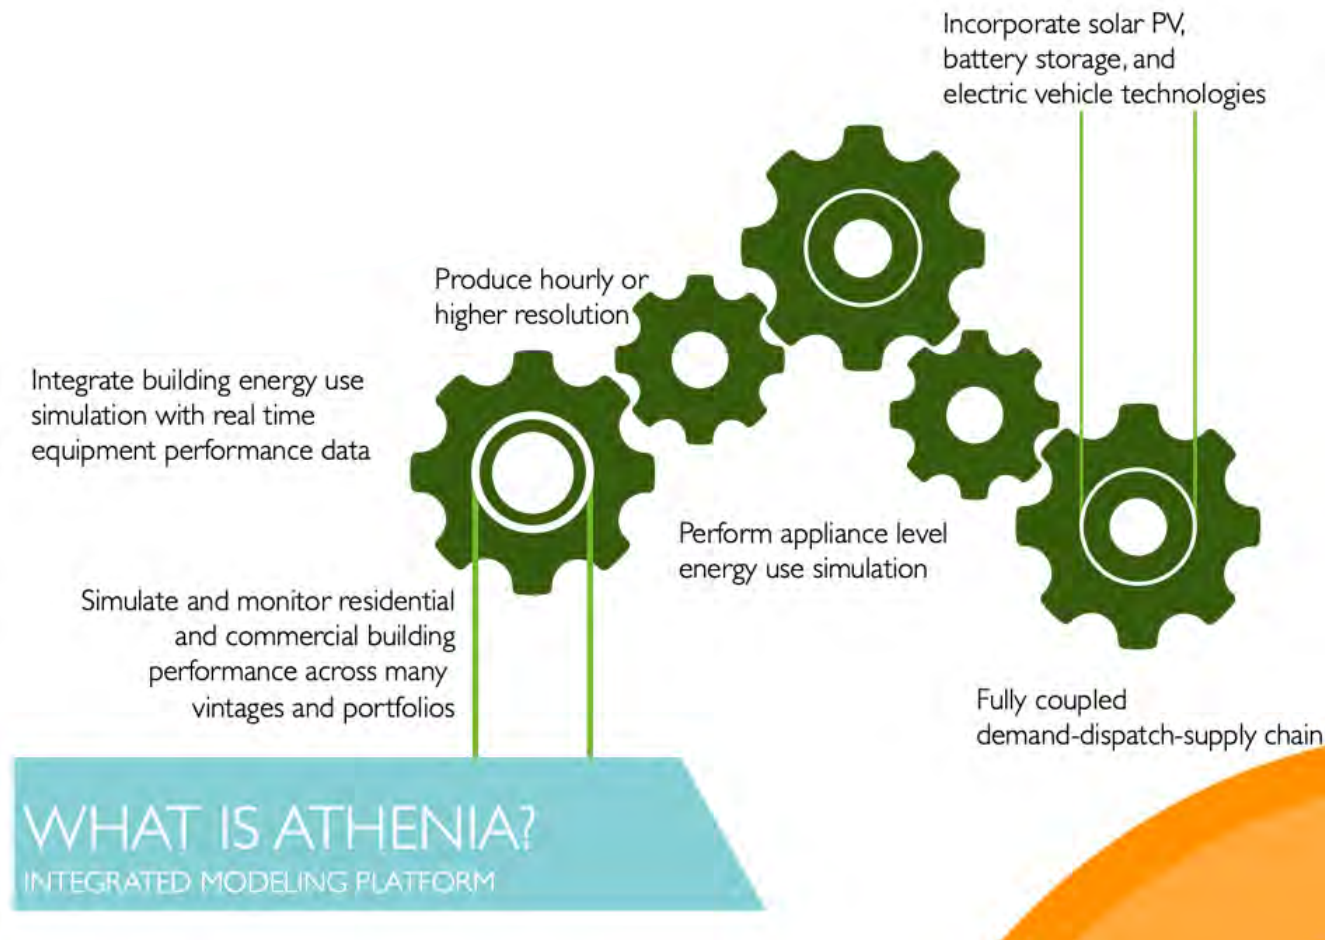 Incorporate solar PV,
battery storage, and
electric vehicle technologies
Produce hourly or
higher resolution
Integrate building energy use
simulation with real time
equipment performance data
Perform appliance level
energy use simulation
Simulate and monitor residential
and commercial building
performance across many
vintages and portfolios
Fully coupled
demand-dispatch-supply chain
WHAT IS ATHENIA?
INTEGRATED MODELING PLATFORM